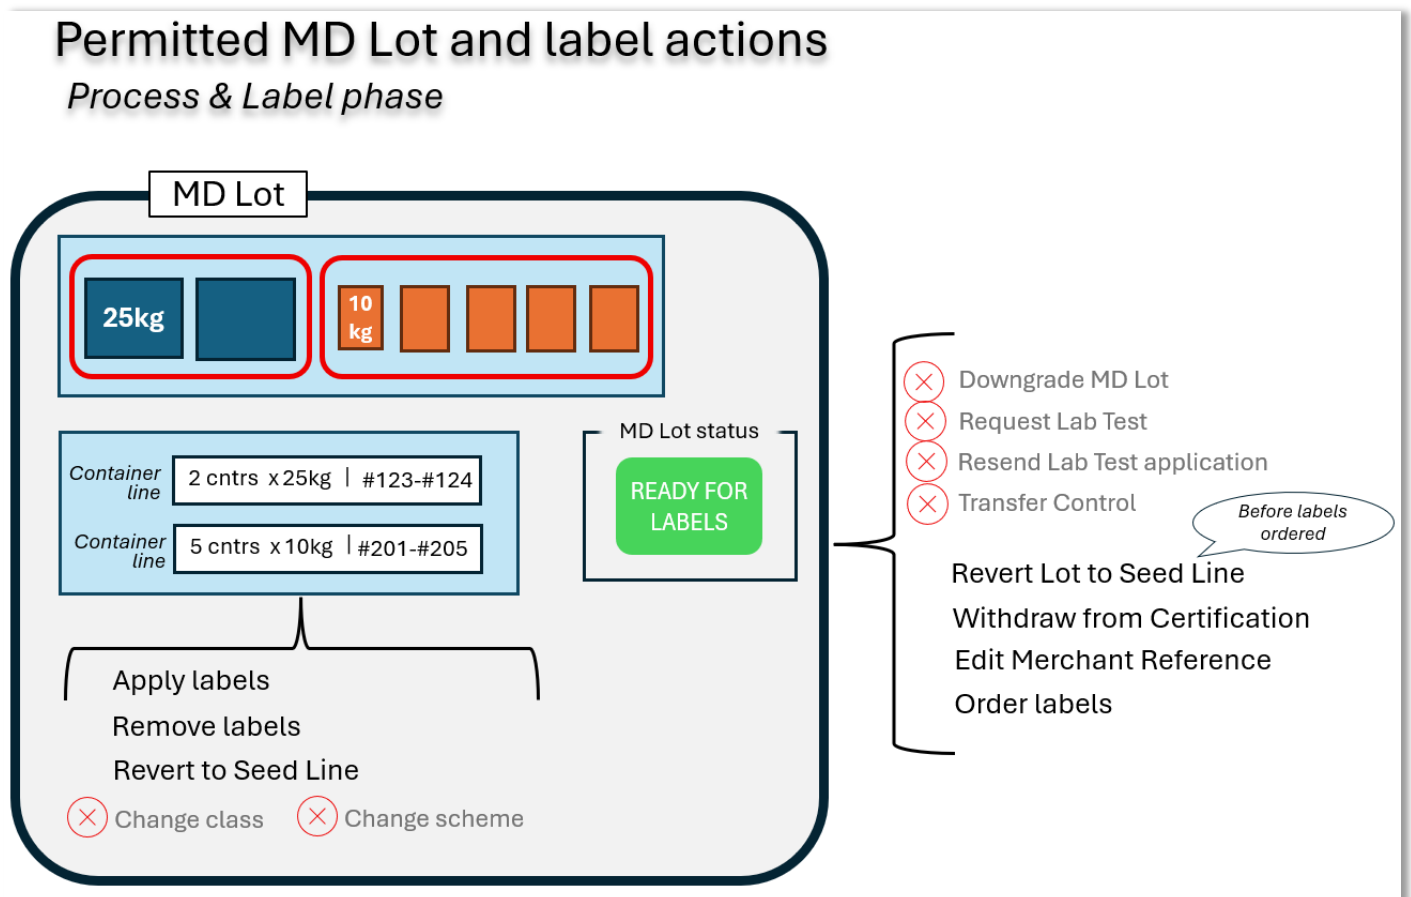 Permitted MD Lot and label actions
Process & Label phase
MD Lot
25kg
10
kg
Container
line
2 cntrs x 25kg | #123-#124
Container
line
5 cntrs x 10kg | #201-#205
MD Lot status
READY FOR
LABELS
Apply labels
Remove labels
Revert to Seed Line
Change class
Change scheme
Downgrade MD Lot
Request Lab Test
Resend Lab Test application
Transfer Control
Before labels
ordered
Revert Lot to Seed Line
Withdraw from Certification
Edit Merchant Reference
Order labels